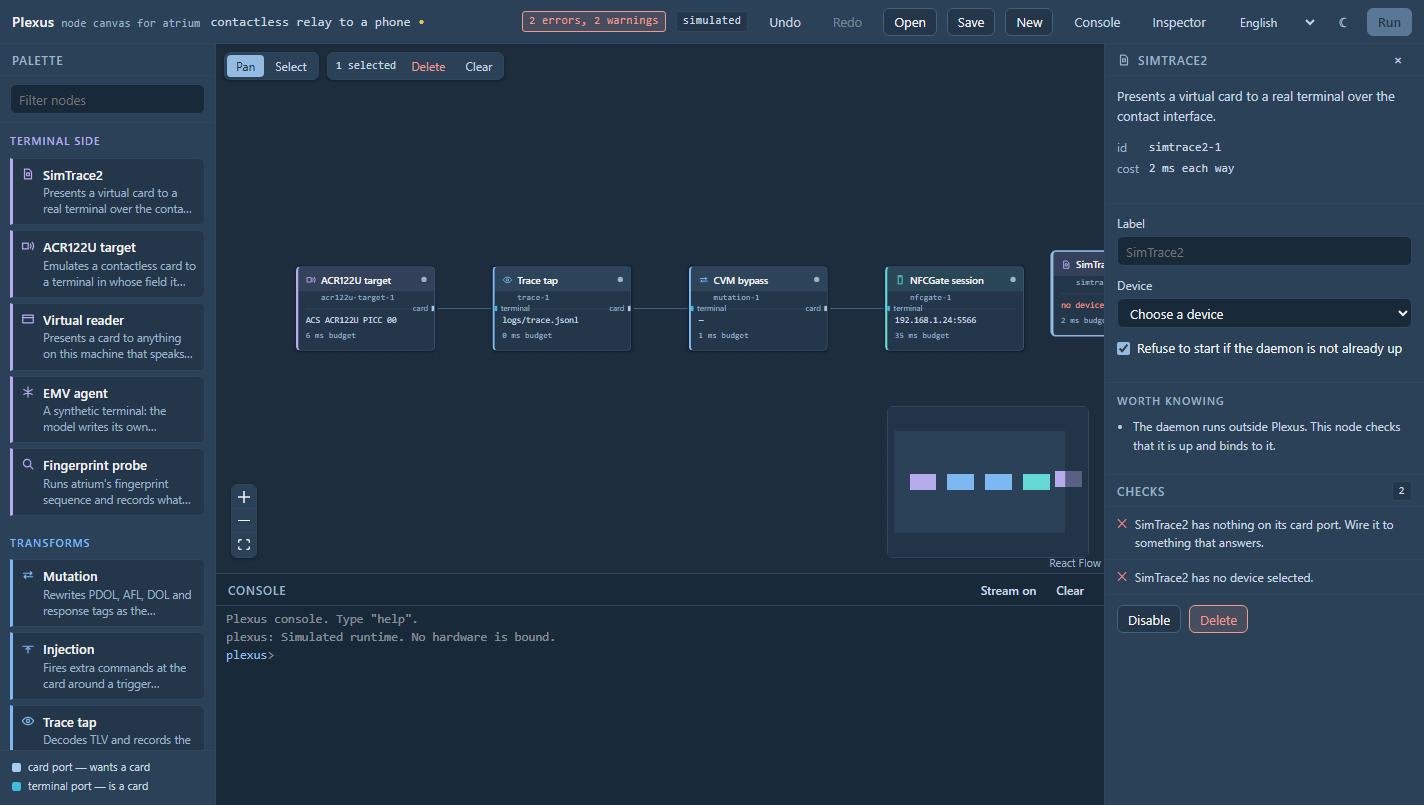 Plexus node canvas for atrium contactless relay to a phone •
2 errors, 2 warnings simulated Undo Redo Open Save New Console Inspector English Run
PALETTE
Filter nodes
TERMINAL SIDE
SimTrace2
Presents a virtual card to a
real terminal over the conta...
ACR122U target
Emulates a contactless card to
a terminal in whose field it...
Virtual reader
Presents a card to anything
on this machine that speaks...
EMV agent
A synthetic terminal: the
model writes its own...
Fingerprint probe
Runs atrium's fingerprint
sequence and records what...
TRANSFORMS
Mutation
Rewrites PDOL, AFL, DOL and
response tags as the...
Injection
Fires extra commands at the
card around a trigger...
Trace tap
Decodes TLV and records the
card port — wants a card
terminal port — is a card
Pan Select 1 selected Delete Clear
ACR122U target
acr122u-target-1
card
ACS ACR122U PICC 00
6 ms budget
Trace tap
trace-1
terminal card
logs/trace.jsonl
0 ms budget
CVM bypass
mutation-1
terminal card
—
1 ms budget
NFCGate session
nfcgate-1
terminal
192.168.1.24:5566
35 ms budget
SimTra
simtra
no device
2 ms budge
React Flow
CONSOLE Stream on Clear
Plexus console. Type "help".
plexus: Simulated runtime. No hardware is bound.
plexus>
SIMTRACE2 ×
Presents a virtual card to a real terminal over the
contact interface.
id simtrace2-1
cost 2 ms each way
Label
SimTrace2
Device
Choose a device
Refuse to start if the daemon is not already up
WORTH KNOWING
• The daemon runs outside Plexus. This node checks
that it is up and binds to it.
CHECKS 2
SimTrace2 has nothing on its card port. Wire it to
something that answers.
SimTrace2 has no device selected.
Disable Delete